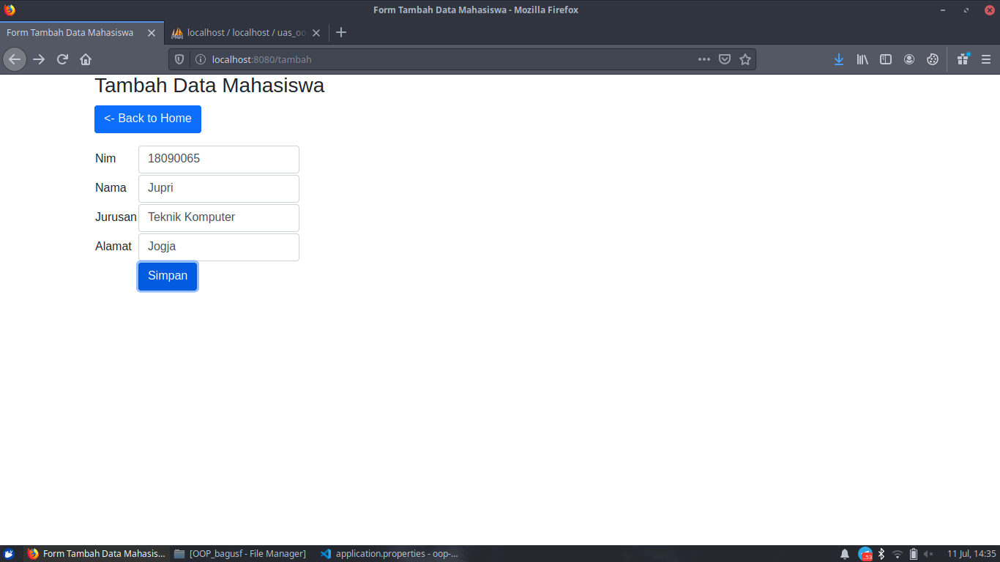 Form Tambah Data Mahasiswa - Mozilla Firefox
Form Tambah Data Mahasiswa
localhost / localhost / uas_oo
localhost:8080/tambah
Tambah Data Mahasiswa
<- Back to Home
Nim 18090065
Nama Jupri
Jurusan Teknik Komputer
Alamat Jogja
Simpan
Form Tambah Data Mahasis... [OOP_bagusf - File Manager] application.properties - oop-... ..53 11 Jul, 14:35